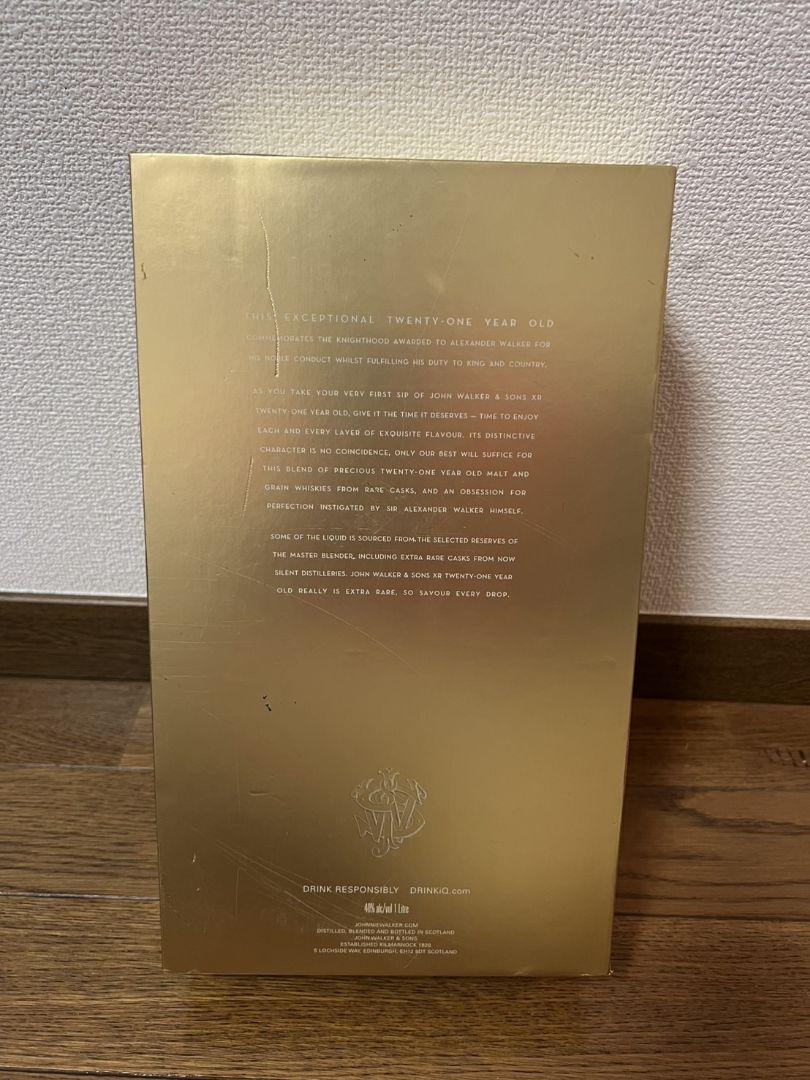 THIS EXCEPTIONAL TWENTY-ONE YEAR OLD
COMMEMORATES THE KNIGHTHOOD AWARDED TO ALEXANDER WALKER FOR
HIS NOBLE CONDUCT WHILST FULFILLING HIS DUTY TO KING AND COUNTRY.
AS YOU TAKE YOUR VERY FIRST SIP OF JOHN WALKER & SONS XR
TWENTY-ONE YEAR OLD, GIVE IT THE TIME IT DESERVES – TIME TO ENJOY
EACH AND EVERY LAYER OF EXQUISITE FLAVOUR. ITS DISTINCTIVE
CHARACTER IS NO COINCIDENCE, ONLY OUR BEST WILL SUFFICE FOR
THIS BLEND OF PRECIOUS TWENTY-ONE YEAR OLD MALT AND
GRAIN WHISKIES FROM RARE CASKS, AND AN OBSESSION FOR
PERFECTION INSTIGATED BY SIR ALEXANDER WALKER HIMSELF.
SOME OF THE LIQUID IS SOURCED FROM THE SELECTED RESERVES OF
THE MASTER BLENDER, INCLUDING EXTRA RARE CASKS FROM NOW
SILENT DISTILLERIES. JOHN WALKER & SONS XR TWENTY-ONE YEAR
OLD REALLY IS EXTRA RARE, SO SAVOUR EVERY DROP.
DRINK RESPONSIBLY DRINKiQ.com
40% alc/vol 1 Litre
JOHNNIEWALKER.COM
DISTILLED, BLENDED AND BOTTLED IN SCOTLAND
JOHN WALKER & SONS
ESTABLISHED KILMARNOCK 1820
5 LOCHSIDE WAY, EDINBURGH, EH12 9DT SCOTLAND